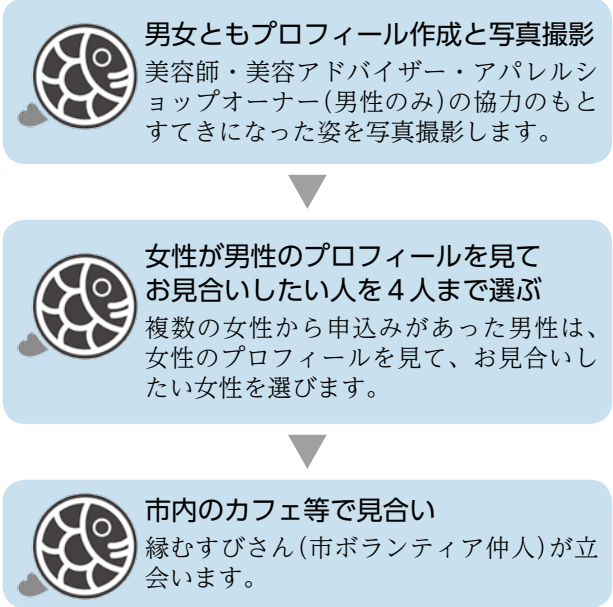 男女ともプロフィール作成と写真撮影
美容師・美容アドバイザー・アパレルシ
ョップオーナー(男性のみ)の協力のもと
すてきになった姿を写真撮影します。
女性が男性のプロフィールを見て
お見合いしたい人を4人まで選ぶ
複数の女性から申込みがあった男性は、
女性のプロフィールを見て、お見合いし
たい女性を選びます。
市内のカフェ等で見合い
縁むすびさん(市ボランティア仲人)が立
会います。